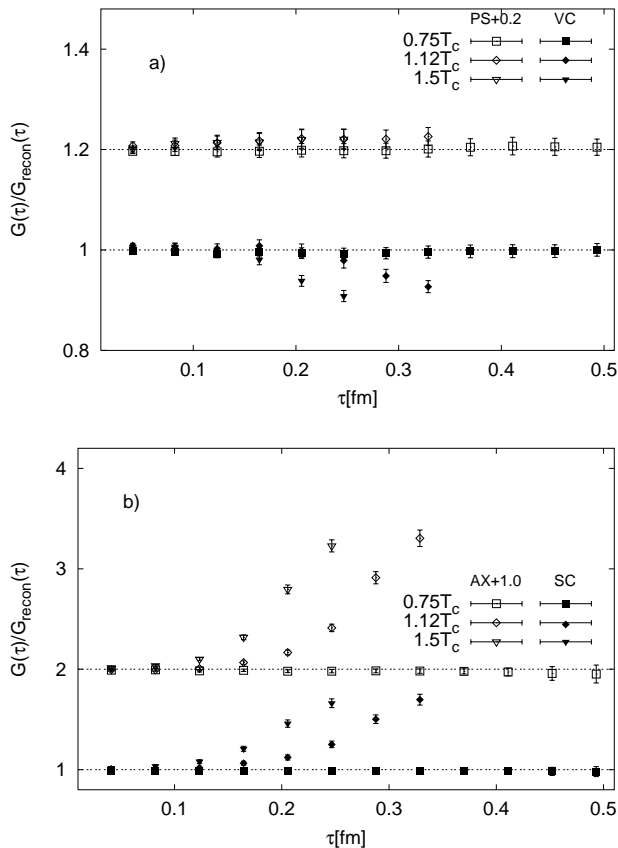 PS+0.2 VC
0.75T_c
1.12T_c
1.5T_c
a)
G(τ)/G_recon(τ)
1.4
1.2
1
0.8
0.1 0.2 0.3 0.4 0.5
τ[fm]
b)
AX+1.0 SC
0.75T_c
1.12T_c
1.5T_c
G(τ)/G_recon(τ)
4
3
2
1
0.1 0.2 0.3 0.4 0.5
τ[fm]